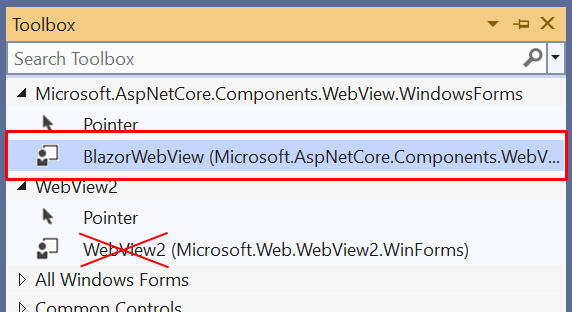 Toolbox
Search Toolbox
Microsoft.AspNetCore.Components.WebView.WindowsForms
Pointer
BlazorWebView (Microsoft.AspNetCore.Components.WebV...
WebView2
Pointer
WebView2 (Microsoft.Web.WebView2.WinForms)
All Windows Forms
Common Controls